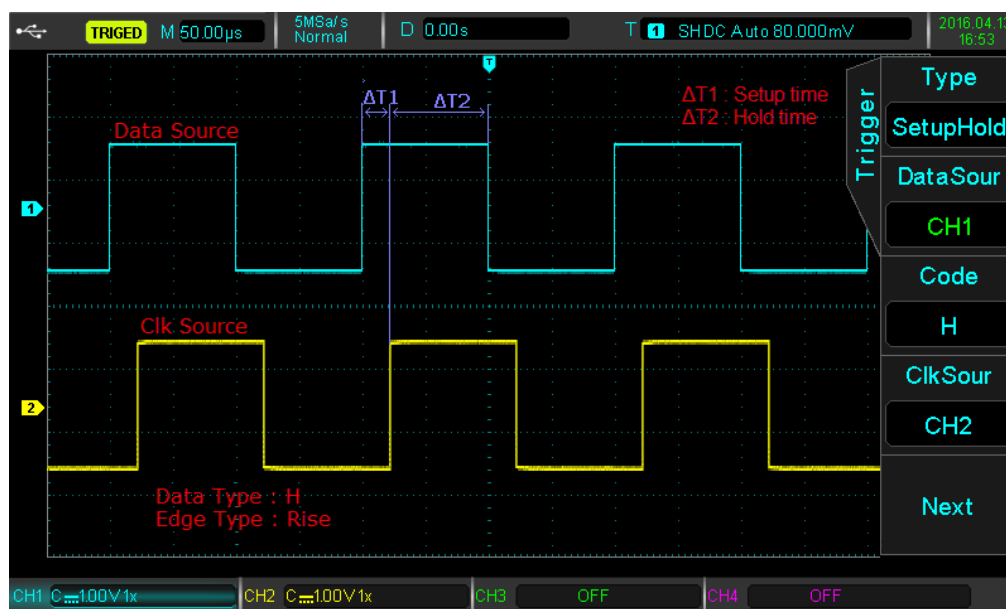 TRIGED M 50.00μs 5MSa/s D 0.00s T 1 SHDC Auto 80.000mV 2016.04.13
Normal 16:53
T
Type
ΔT1 ΔT2 ΔT1 : Setup time
ΔT2 : Hold time
Trigger
SetupHold
Data Source
DataSour
1
CH1
Code
Clk Source
H
ClkSour
2
CH2
Data Type : H
Edge Type : Rise
Next
CH1 C 1.00V 1x CH2 C 1.00V 1x CH3 OFF CH4 OFF